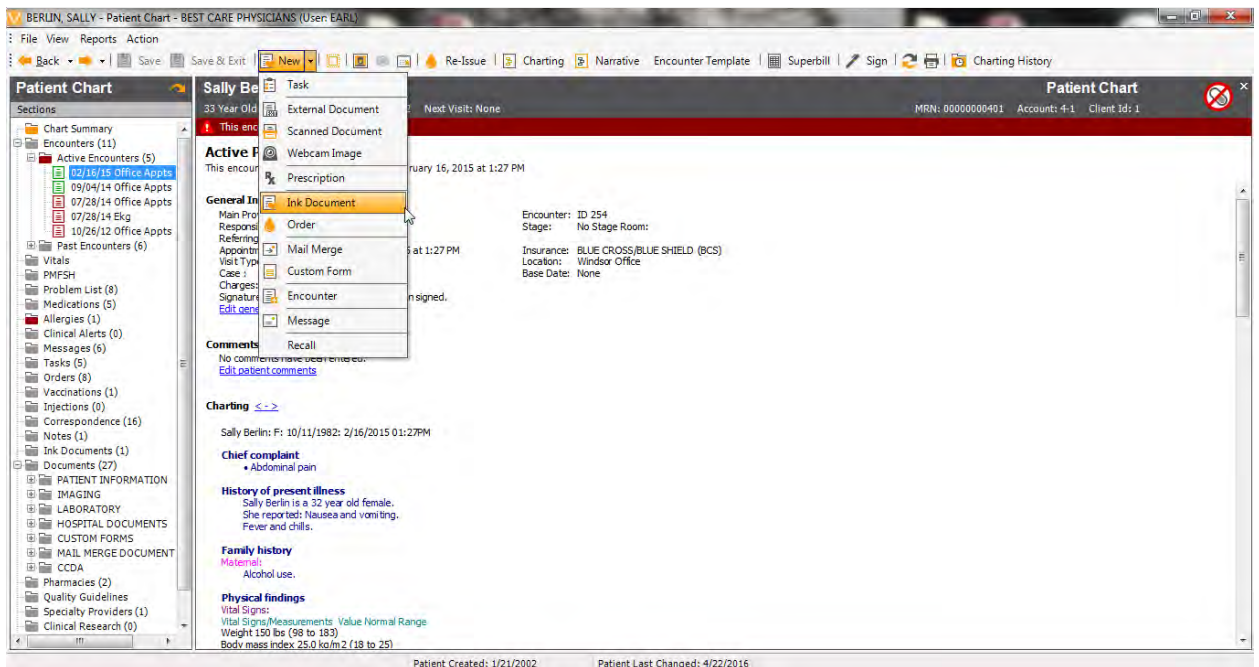 BERLIN, SALLY - Patient Chart - BEST CARE PHYSICIANS (User: EARL)
File View Reports Action
Back Save Save & Exit New Re-Issue Charting Narrative Encounter Template Superbill Sign Charting History
Patient Chart
Sections
Chart Summary
Encounters (11)
Active Encounters (5)
02/16/15 Office Appts
09/04/14 Office Appts
07/28/14 Office Appts
07/28/14 Ekg
10/26/12 Office Appts
Past Encounters (6)
Vitals
PMFSH
Problem List (8)
Medications (5)
Allergies (1)
Clinical Alerts (0)
Messages (6)
Tasks (5)
Orders (8)
Vaccinations (1)
Injections (0)
Correspondence (16)
Notes (1)
Ink Documents (1)
Documents (27)
PATIENT INFORMATION
IMAGING
LABORATORY
HOSPITAL DOCUMENTS
CUSTOM FORMS
MAIL MERGE DOCUMENT
CCDA
Pharmacies (2)
Quality Guidelines
Specialty Providers (1)
Clinical Research (0)
Task
External Document
Scanned Document
Webcam Image
Prescription
Ink Document
Order
Mail Merge
Custom Form
Encounter
Message
Recall
Sally Be Patient Chart
33 Year Old Next Visit: None MRN: 00000000401 Account: 4-1 Client Id: 1
This enc
Active P
This encour ruary 16, 2015 at 1:27 PM
General In
Main Pro Encounter: ID 254
Responsi Stage: No Stage Room:
Referring
Appointm at 1:27 PM Insurance: BLUE CROSS/BLUE SHIELD (BCS)
Visit Type Location: Windsor Office
Case : Base Date: None
Charges:
Signature n signed.
Edit gene
Comments
No comments have been entered.
Edit patient comments
Charting < - >
Sally Berlin: F: 10/11/1982: 2/16/2015 01:27PM
Chief complaint
• Abdominal pain
History of present illness
Sally Berlin is a 32 year old female.
She reported: Nausea and vomiting.
Fever and chills.
Family history
Maternal:
Alcohol use.
Physical findings
Vital Signs:
Vital Signs/Measurements Value Normal Range
Weight 150 lbs (98 to 183)
Body mass index 25.0 kg/m2 (18 to 25)
Patient Created: 1/21/2002 Patient Last Changed: 4/22/2016